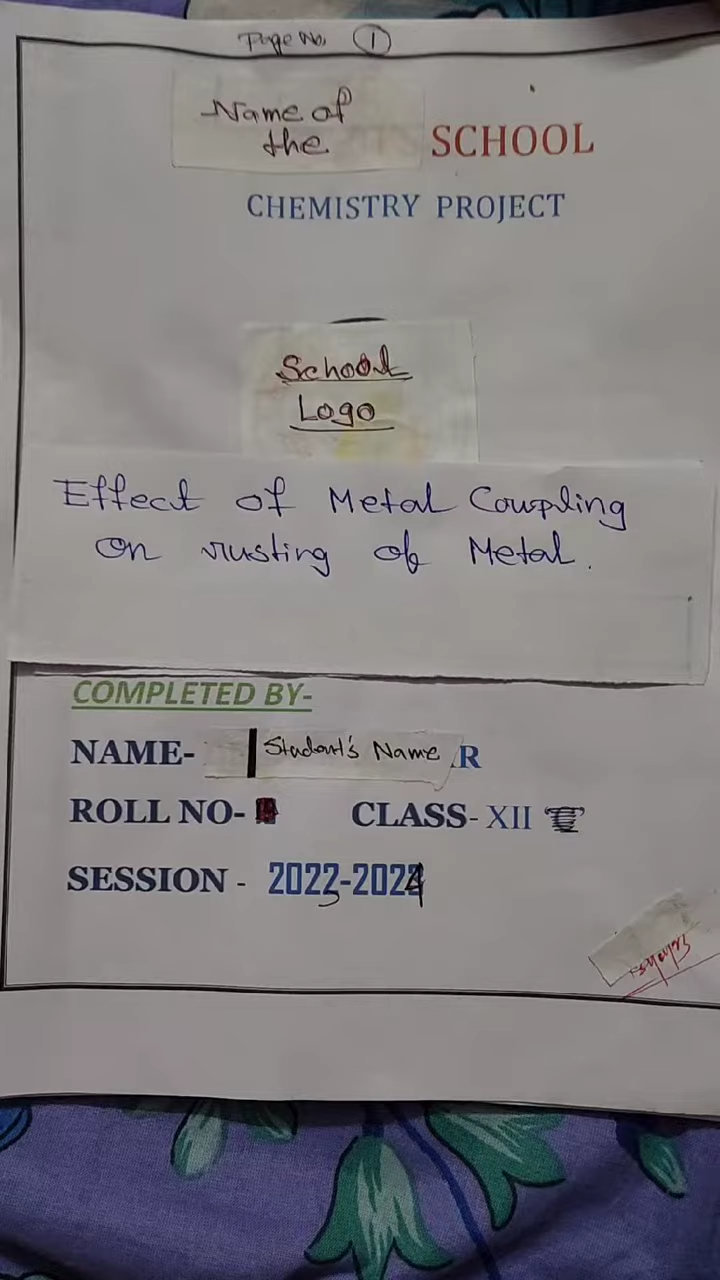 Page No. 1
Name of
the SCHOOL
CHEMISTRY PROJECT
School
Logo
Effect of Metal Coupling
on rusting of Metal.
COMPLETED BY-
NAME- Student's Name R
ROLL NO- CLASS- XII
SESSION - 2023-2024